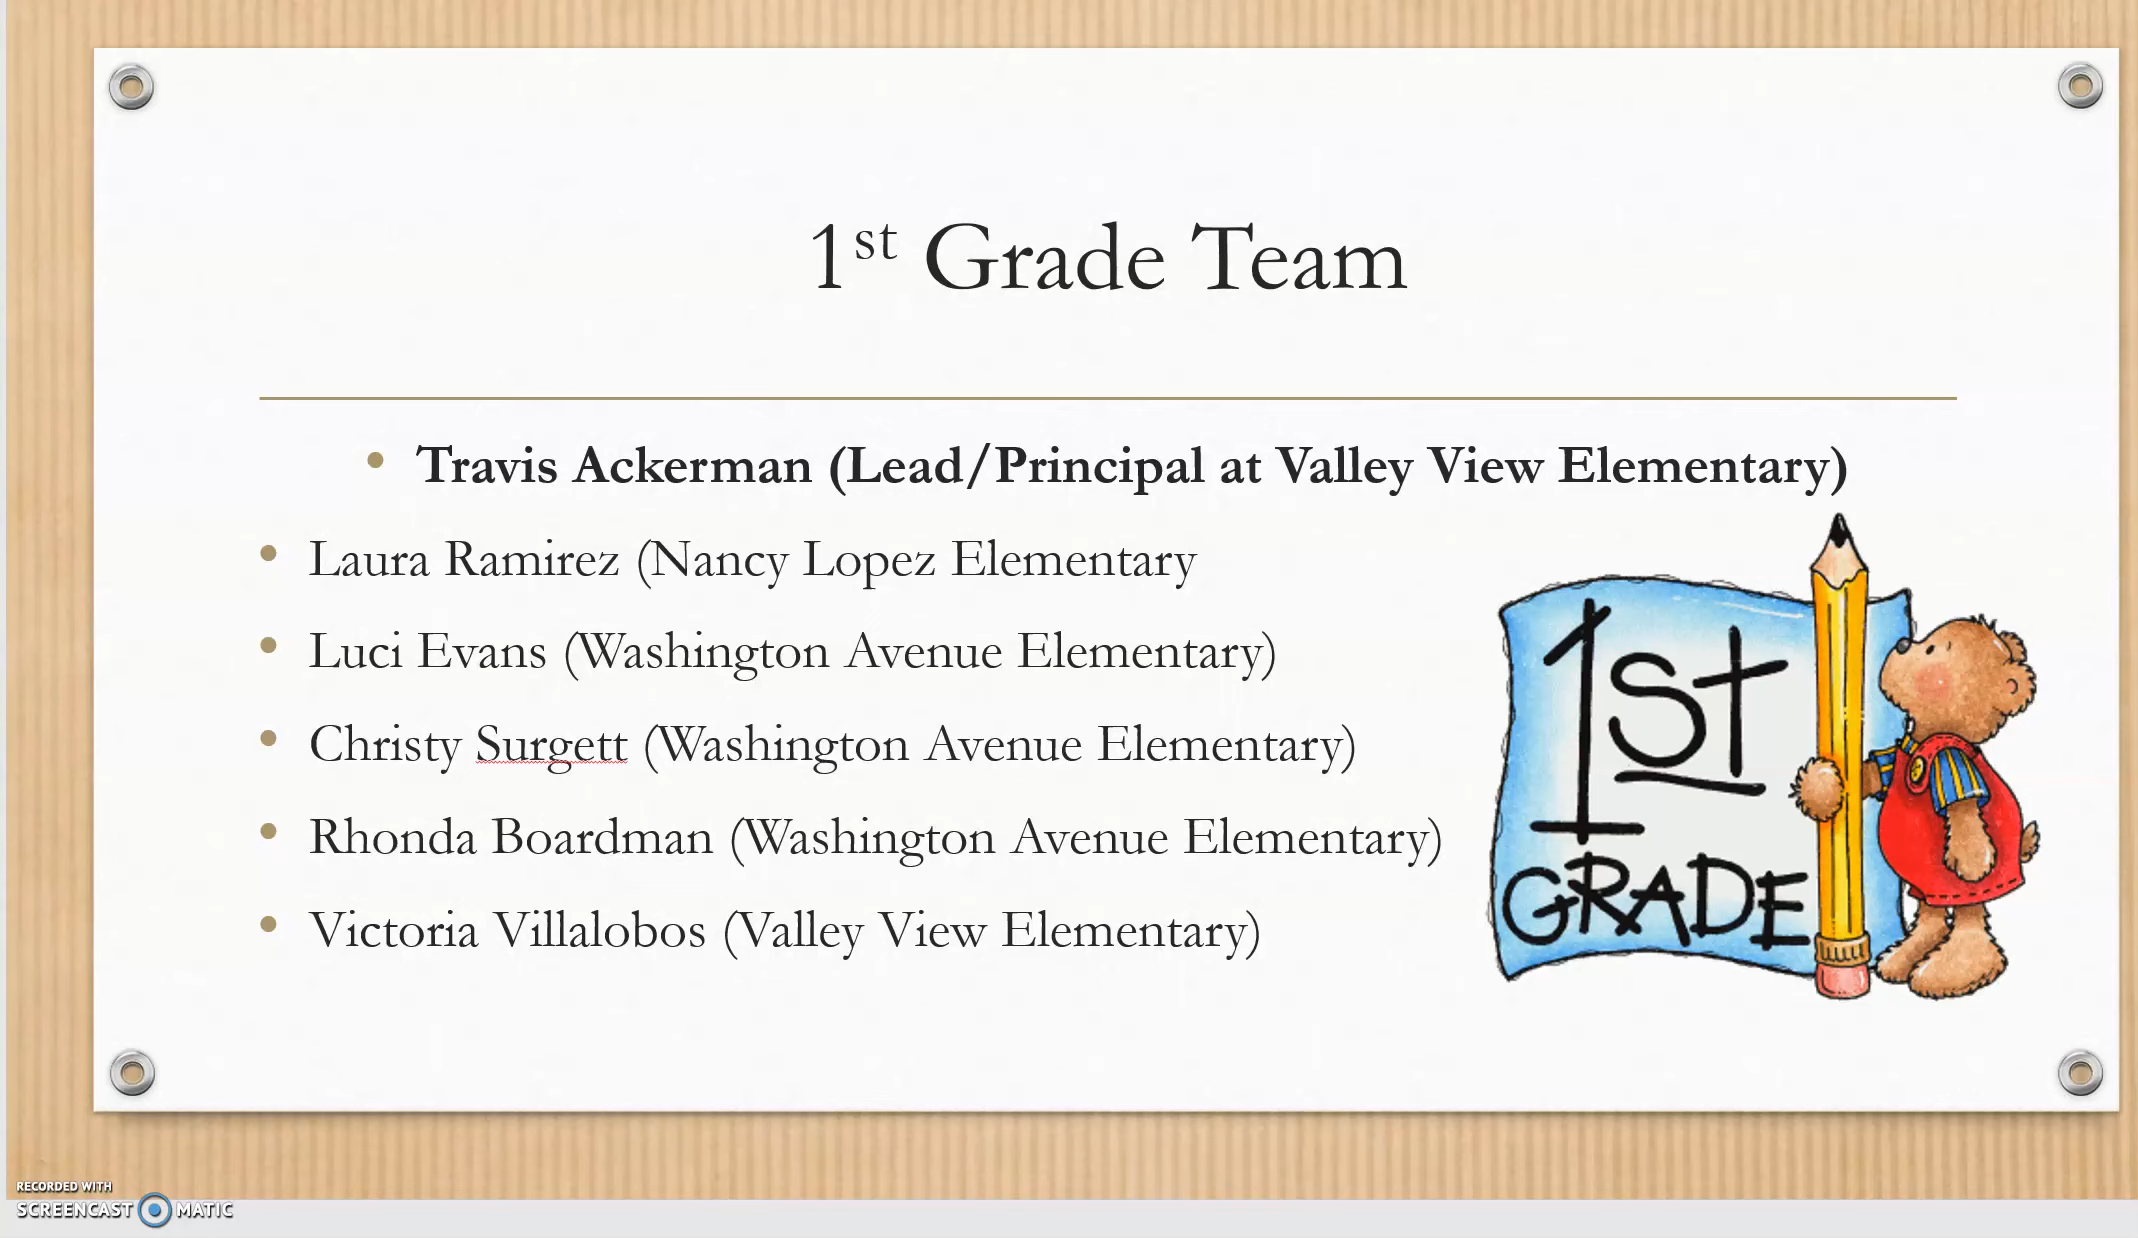 1st Grade Team
• Travis Ackerman (Lead/Principal at Valley View Elementary)
• Laura Ramirez (Nancy Lopez Elementary
• Luci Evans (Washington Avenue Elementary)
• Christy Surgett (Washington Avenue Elementary)
• Rhonda Boardman (Washington Avenue Elementary)
• Victoria Villalobos (Valley View Elementary)
1st
GRADE
RECORDED WITH
SCREENCAST MATIC